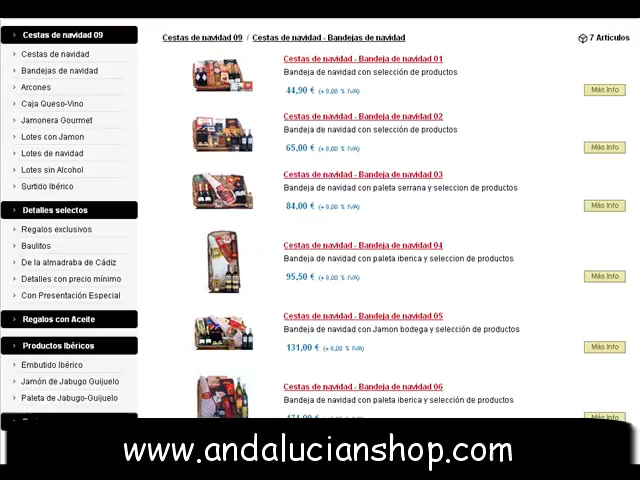 Cestas de navidad 09
Cestas de navidad
Bandejas de navidad
Arcones
Caja Queso-Vino
Jamonera Gourmet
Lotes con Jamon
Lotes de navidad
Lotes sin Alcohol
Surtido Ibérico
Detalles selectos
Regalos exclusivos
Baulitos
De la almadraba de Cádiz
Detalles con precio mínimo
Con Presentación Especial
Regalos con Aceite
Productos Ibéricos
Embutido Ibérico
Jamón de Jabugo Guijuelo
Paleta de Jabugo-Guijuelo
Cestas de navidad 09 / Cestas de navidad - Bandejas de navidad
7 Artículos
Cestas de navidad - Bandeja de navidad 01
Bandeja de navidad con selección de productos
44,90 € (+ 8,00 % IVA)
Más Info
Cestas de navidad - Bandeja de navidad 02
Bandeja de navidad con selección de productos
65,00 € (+ 8,00 % IVA)
Más Info
Cestas de navidad - Bandeja de navidad 03
Bandeja de navidad con paleta serrana y seleccion de productos
84,00 € (+ 8,00 % IVA)
Más Info
Cestas de navidad - Bandeja de navidad 04
Bandeja de navidad con paleta iberica y seleccion de productos
95,50 € (+ 8,00 % IVA)
Más Info
Cestas de navidad - Bandeja de navidad 05
Bandeja de navidad con Jamon bodega y selección de productos
131,00 € (+ 8,00 % IVA)
Más Info
Cestas de navidad - Bandeja de navidad 06
Bandeja de navidad con paleta iberica y selección de productos
Más Info
www.andalucianshop.com